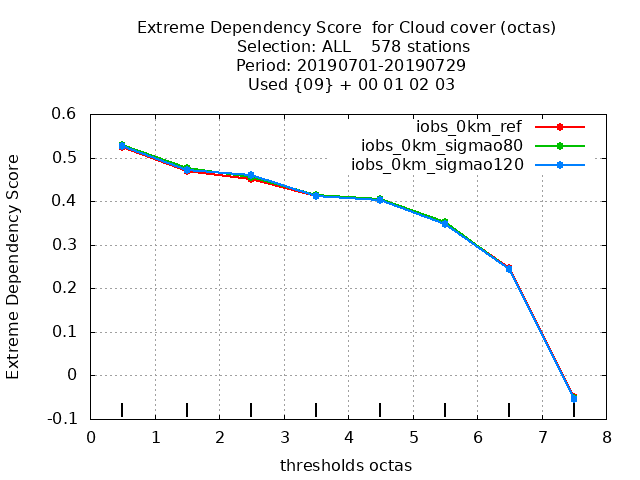 Extreme Dependency Score  for Cloud cover (octas)
Selection: ALL    578 stations
Period: 20190701-20190729
Used {09} + 00 01 02 03
iobs_0km_ref
iobs_0km_sigmao80
iobs_0km_sigmao120
Extreme Dependency Score
0.6
0.5
0.4
0.3
0.2
0.1
0
-0.1
0 1 2 3 4 5 6 7 8
thresholds octas